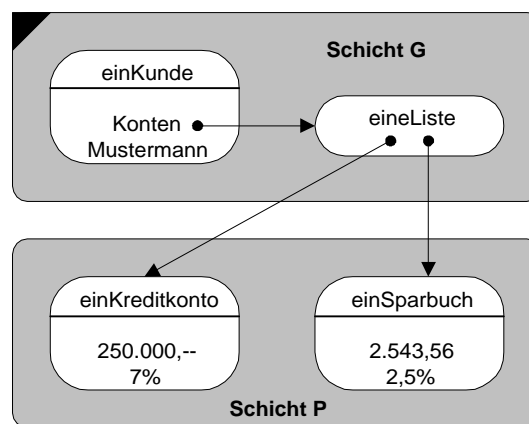 Schicht G
einKunde
Konten
Mustermann
eineListe
einKreditkonto
250.000,--
7%
einSparbuch
2.543,56
2,5%
Schicht P